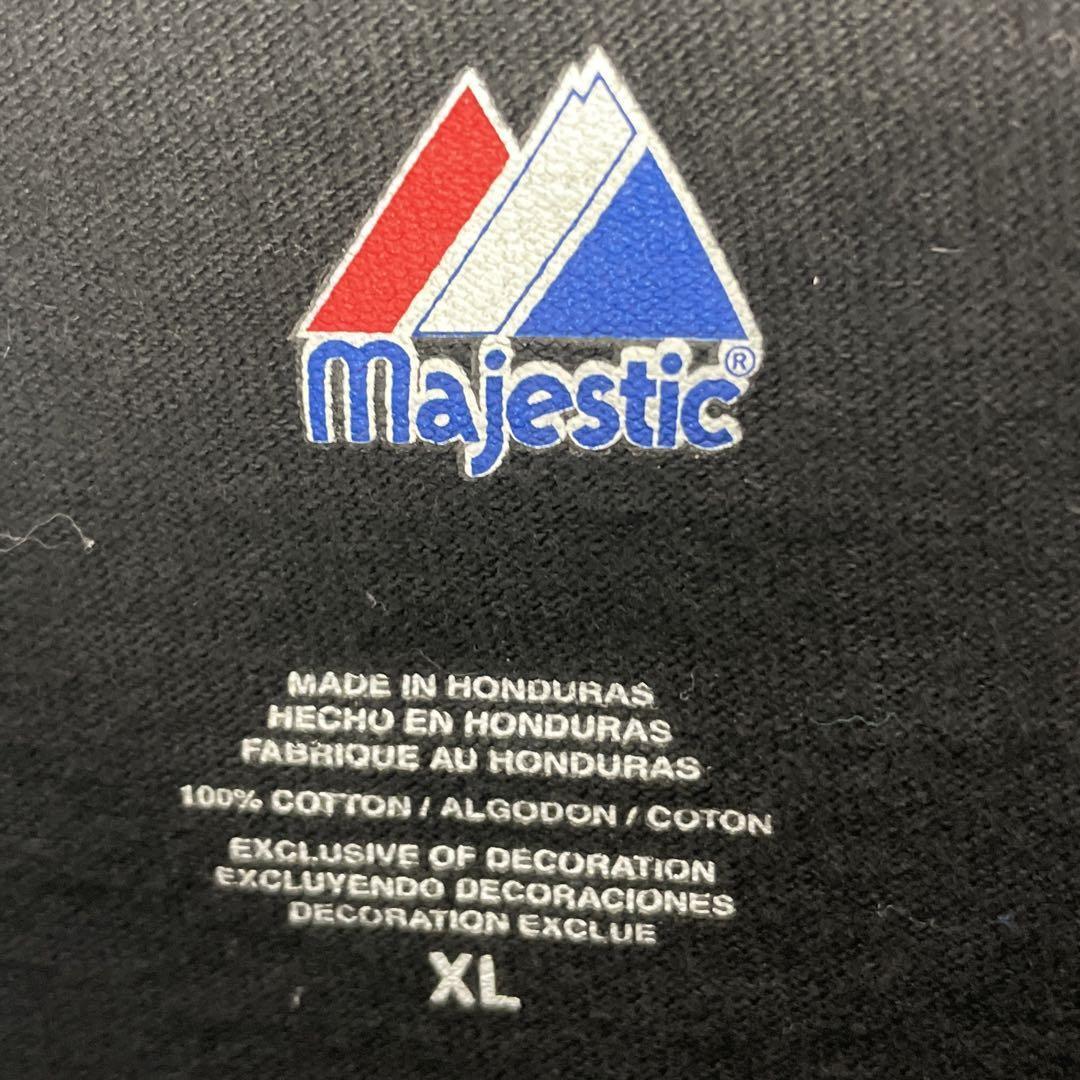 Majestic®
MADE IN HONDURAS
HECHO EN HONDURAS
FABRIQUE AU HONDURAS
100% COTTON / ALGODON / COTON
EXCLUSIVE OF DECORATION
EXCLUYENDO DECORACIONES
DECORATION EXCLUE
XL